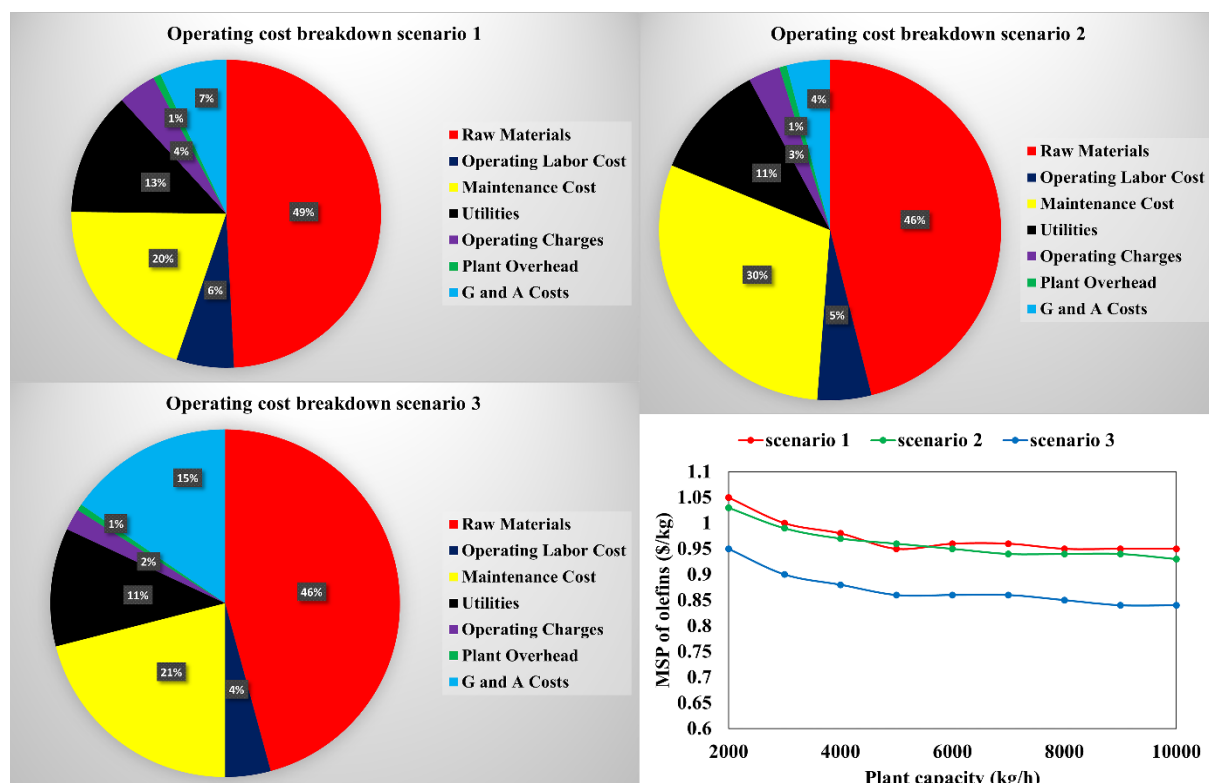 Operating cost breakdown scenario 1
7%
1%
4%
13%
49%
20%
6%
Raw Materials
Operating Labor Cost
Maintenance Cost
Utilities
Operating Charges
Plant Overhead
G and A Costs
Operating cost breakdown scenario 2
4%
1%
3%
11%
46%
30%
5%
Raw Materials
Operating Labor Cost
Maintenance Cost
Utilities
Operating Charges
Plant Overhead
G and A Costs
Operating cost breakdown scenario 3
15%
1%
2%
11%
46%
21%
4%
Raw Materials
Operating Labor Cost
Maintenance Cost
Utilities
Operating Charges
Plant Overhead
G and A Costs
scenario 1 scenario 2 scenario 3
MSP of olefins ($/kg)
1.1
1.05
1
0.95
0.9
0.85
0.8
0.75
0.7
0.65
0.6
2000 4000 6000 8000 10000
Plant capacity (kg/h)